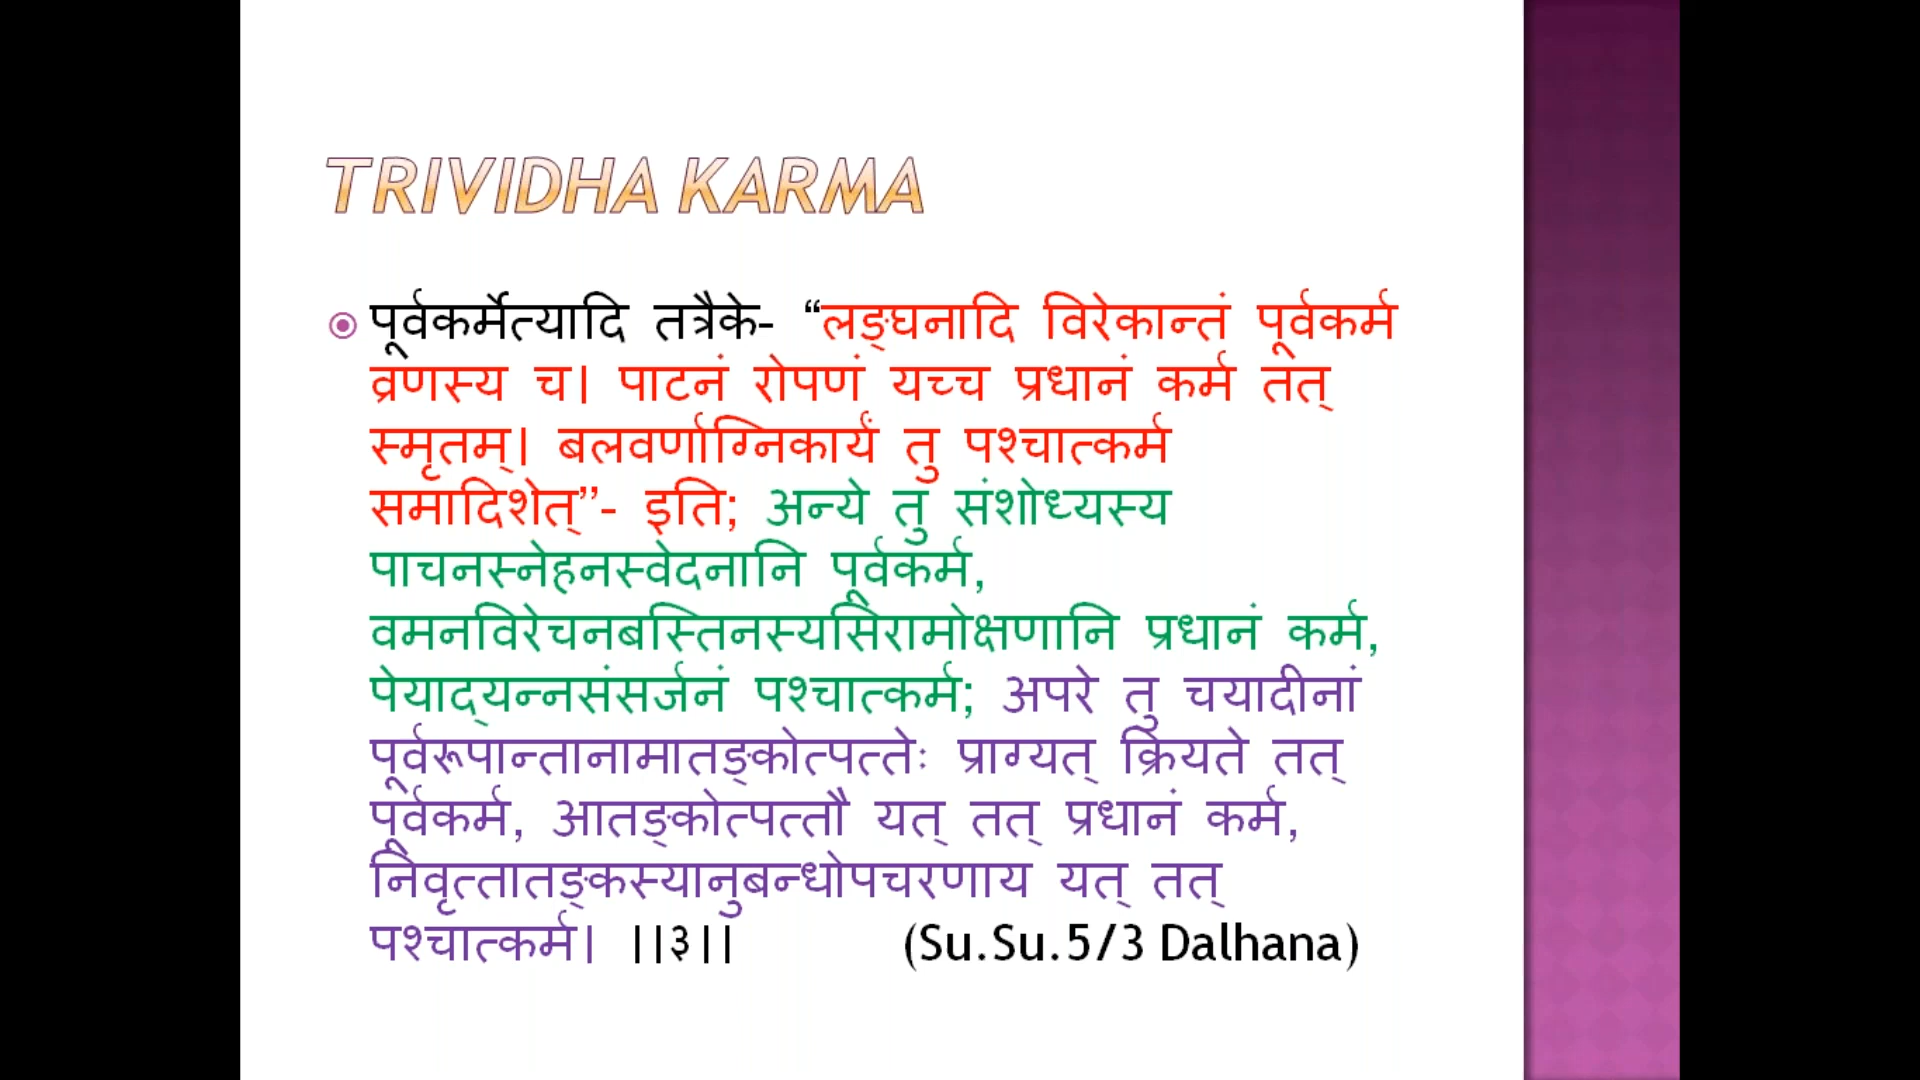 TRIVIDHA KARMA
पूर्वकर्मेत्यादि तत्रैके- “लङ्घनादि विरेकान्तं पूर्वकर्म
व्रणस्य च। पाटनं रोपणं यच्च प्रधानं कर्म तत्
स्मृतम्। बलवर्णाग्निकार्यं तु पश्चात्कर्म
समादिशेत्”- इति; अन्ये तु संशोध्यस्य
पाचनस्नेहनस्वेदनानि पूर्वकर्म,
वमनविरेचनबस्तिनस्यसिरामोक्षणानि प्रधानं कर्म,
पेयाद्यन्नसंसर्जनं पश्चात्कर्म; अपरे तु चयादीनां
पूर्वरूपान्तानामातङ्कोत्पत्तेः प्राग्यत् क्रियते तत्
पूर्वकर्म, आतङ्कोत्पत्तौ यत् तत् प्रधानं कर्म,
निवृत्तातङ्कस्यानुबन्धोपचरणाय यत् तत्
पश्चात्कर्म। ||३|| (Su.Su.5/3 Dalhana)